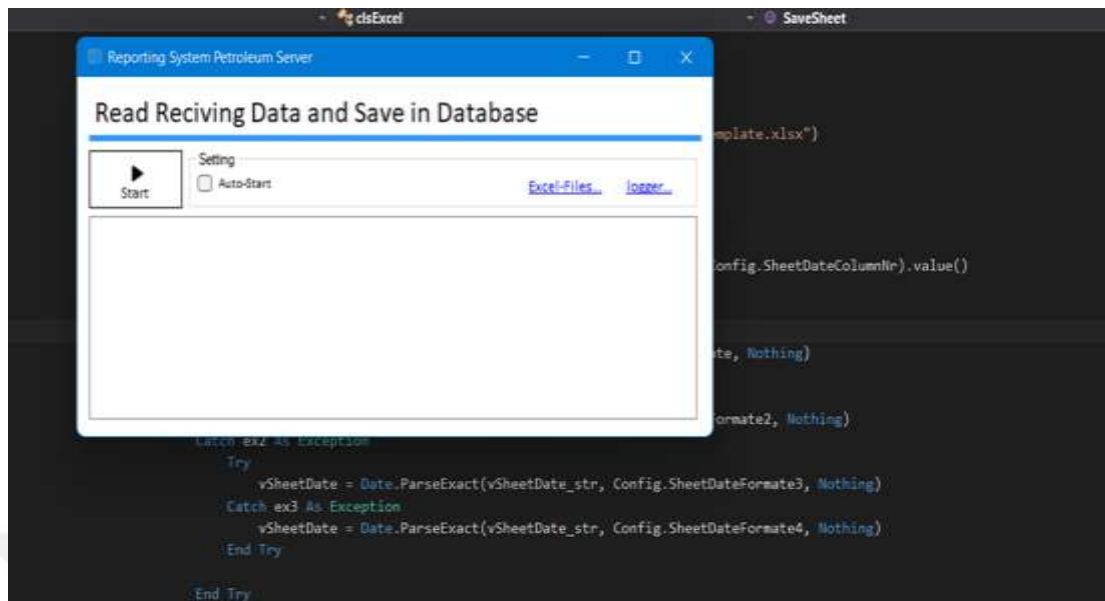 clsExcel SaveSheet
Reporting System Petroleum Server
Read Reciving Data and Save in Database
mplate.xlsx")
Start
Setting
Auto-Start
Excel-Files...
logger...
onfig.SheetDateColumnNr).value()
te, Nothing)
ormate2, Nothing)
Catch ex2 As Exception
Try
vSheetDate = Date.ParseExact(vSheetDate_str, Config.SheetDateFormate3, Nothing)
Catch ex3 As Exception
vSheetDate = Date.ParseExact(vSheetDate_str, Config.SheetDateFormate4, Nothing)
End Try
End Try